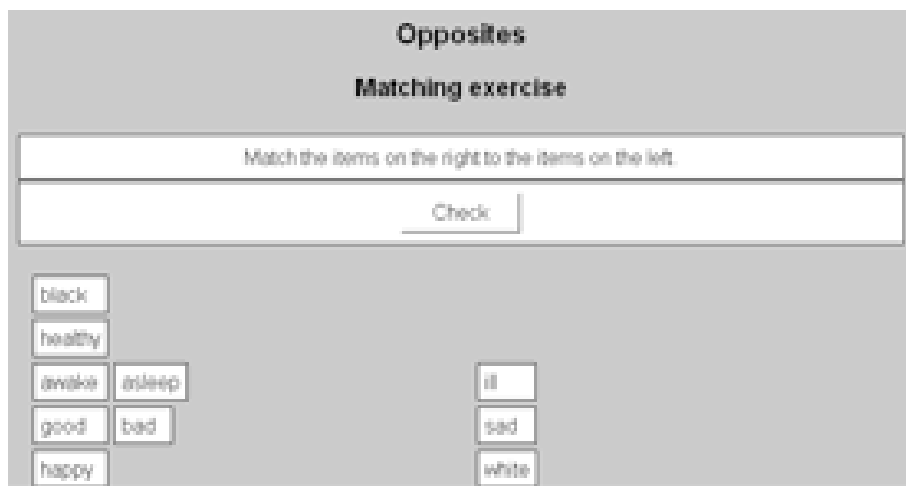 Opposites
Matching exercise
Match the items on the right to the items on the left.
Check
black
healthy
awake asleep ill
good bad sad
happy white